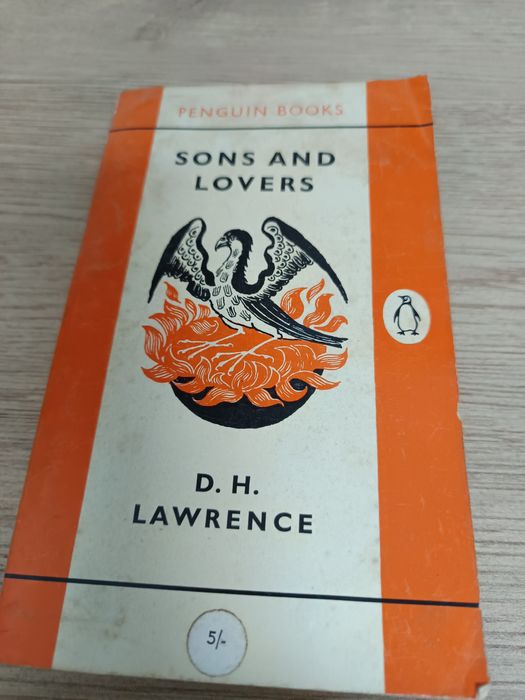 PENGUIN BOOKS
SONS AND
LOVERS
D. H.
LAWRENCE
5/-